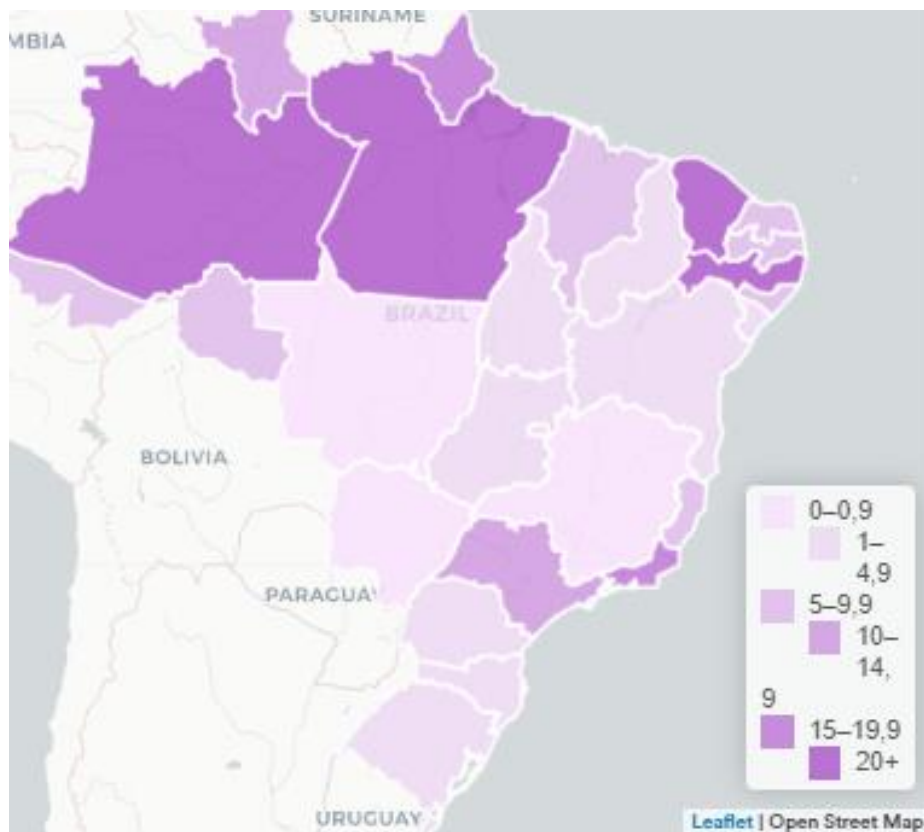 SURINAME
MBIA
BRAZIL
BOLIVIA
PARAGUAY
URUGUAY
0–0,9
1–
4,9
5–9,9
10–
14,
9
15–19,9
20+
Leaflet | Open Street Map